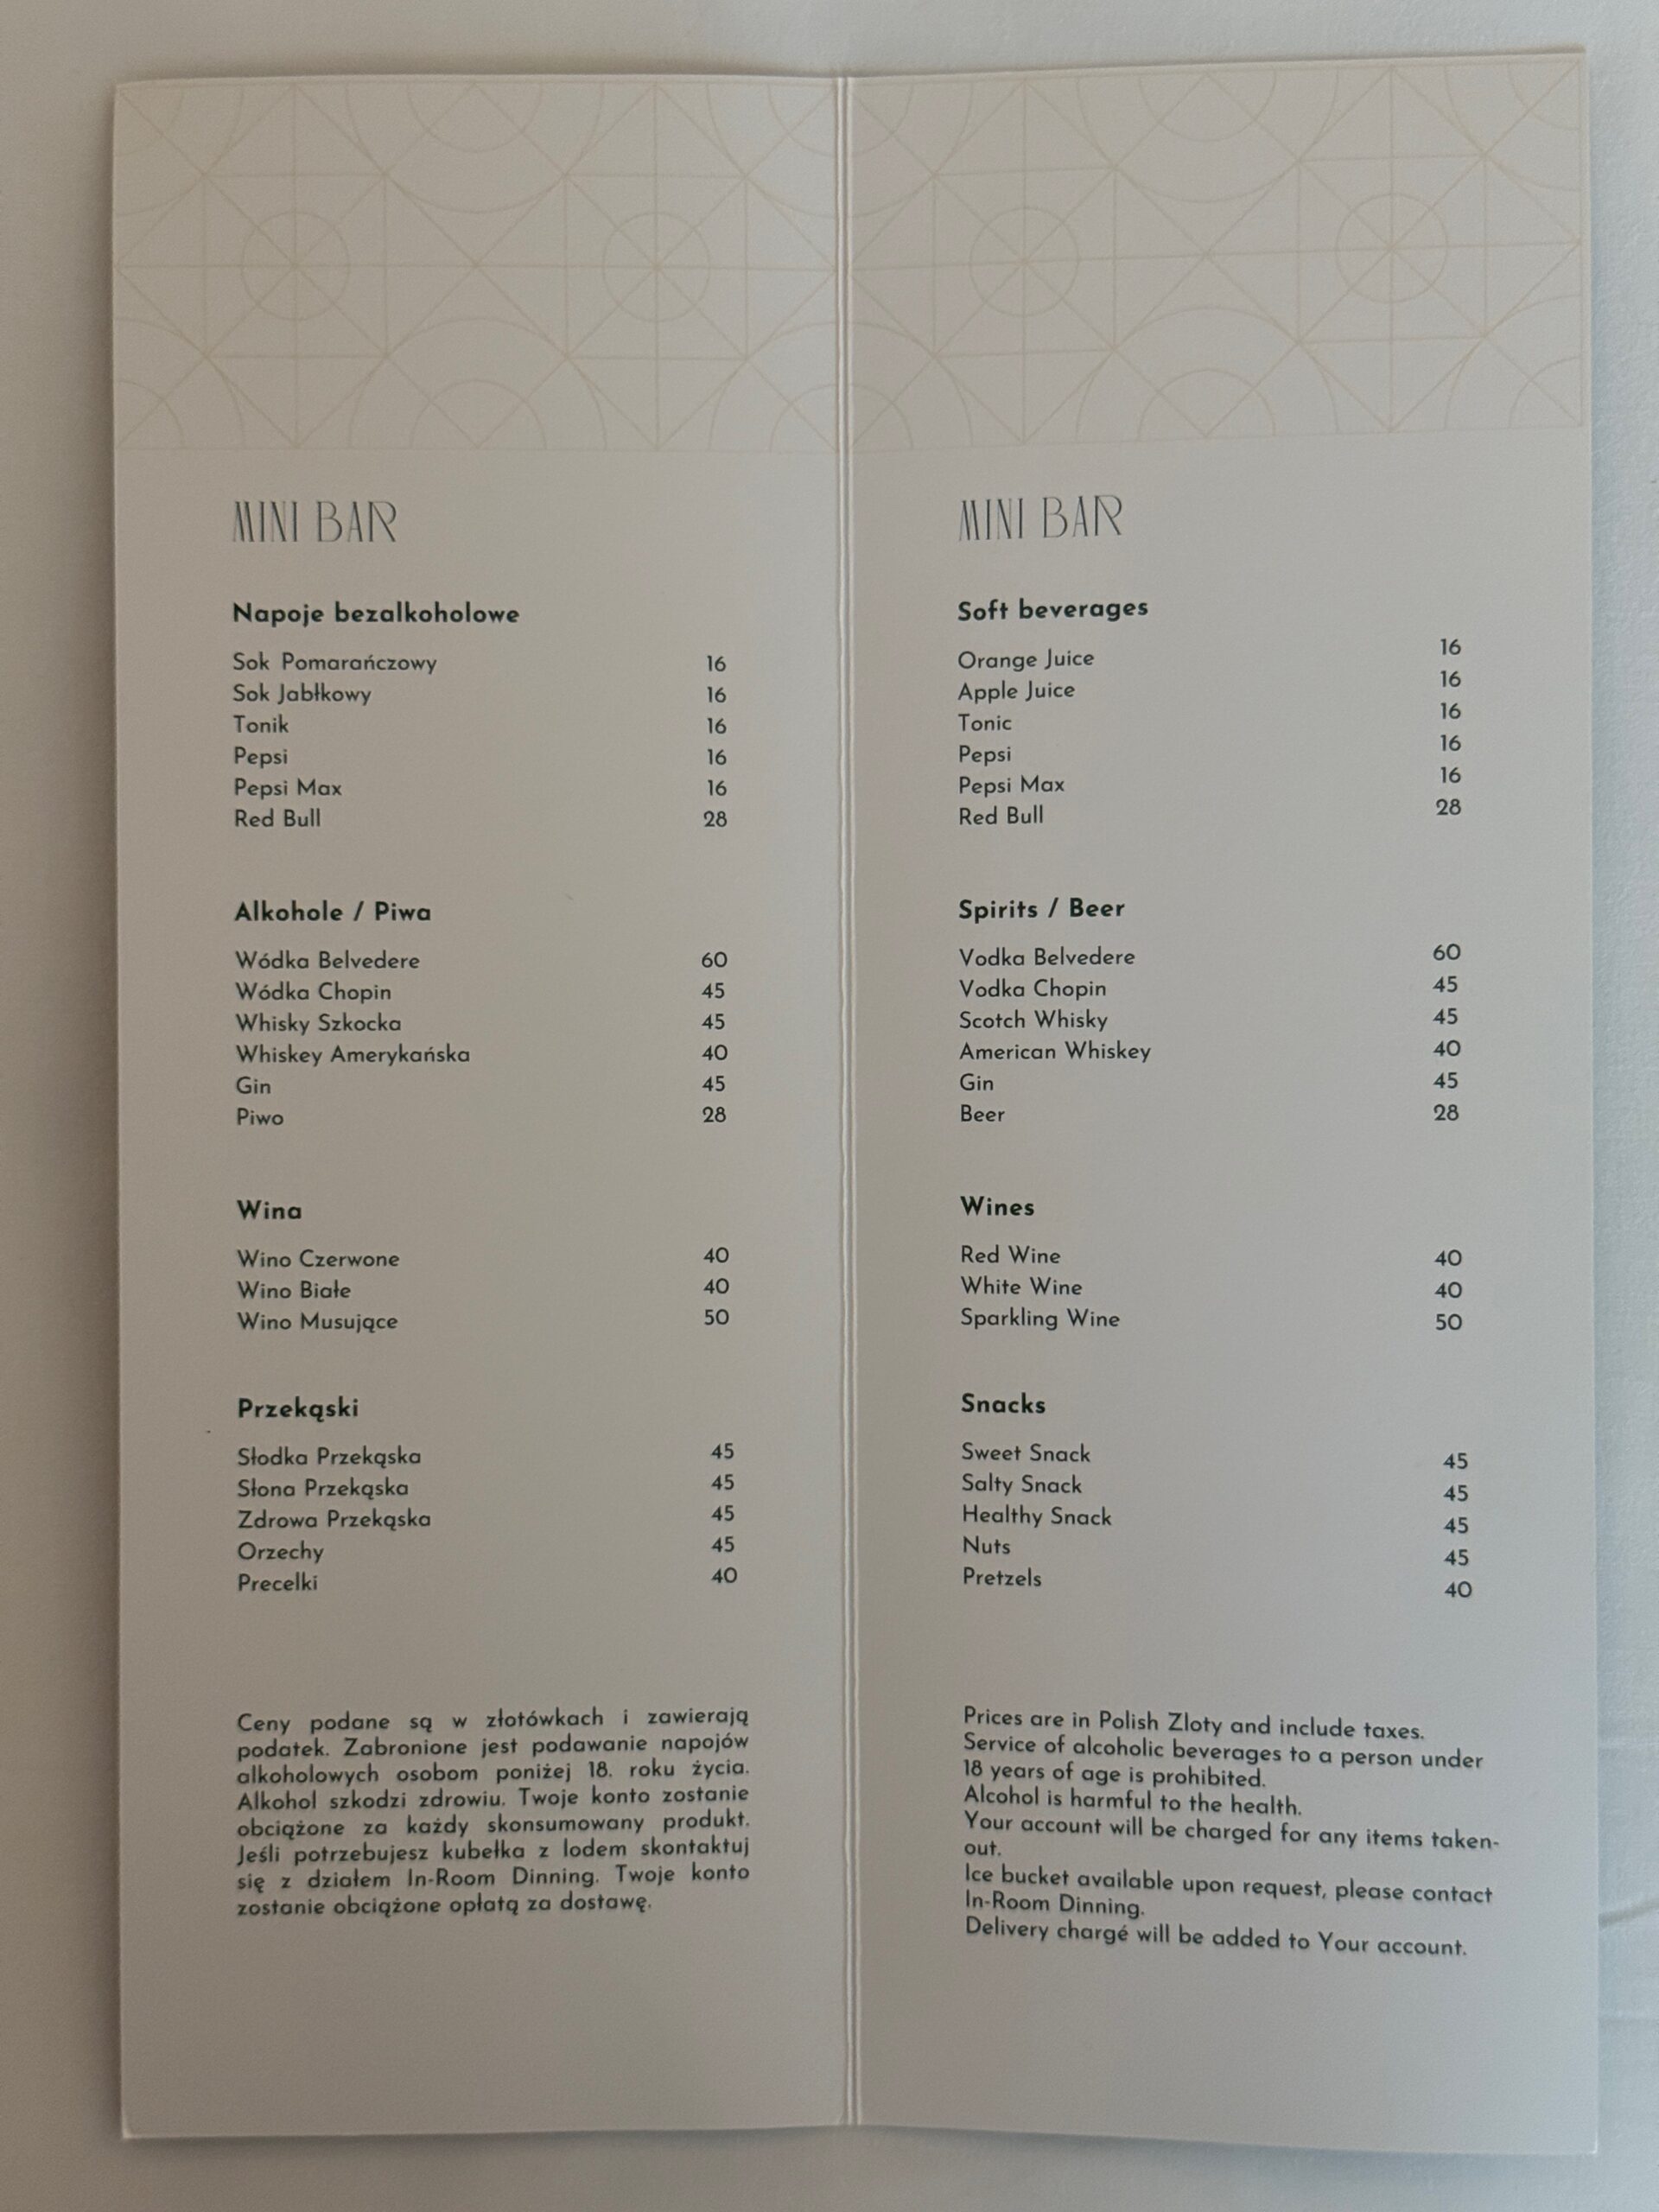 MINI BAR
Napoje bezalkoholowe
Sok Pomarańczowy 16
Sok Jabłkowy 16
Tonik 16
Pepsi 16
Pepsi Max 16
Red Bull 28
Alkohole / Piwa
Wódka Belvedere 60
Wódka Chopin 45
Whisky Szkocka 45
Whiskey Amerykańska 40
Gin 45
Piwo 28
Wina
Wino Czerwone 40
Wino Białe 40
Wino Musujące 50
Przekąski
Słodka Przekąska 45
Słona Przekąska 45
Zdrowa Przekąska 45
Orzechy 45
Precelki 40
Ceny podane są w złotówkach i zawierają
podatek. Zabronione jest podawanie napojów
alkoholowych osobom poniżej 18. roku życia.
Alkohol szkodzi zdrowiu. Twoje konto zostanie
obciążone za każdy skonsumowany produkt.
Jeśli potrzebujesz kubełka z lodem skontaktuj
się z działem In-Room Dinning. Twoje konto
zostanie obciążone opłatą za dostawę.
MINI BAR
Soft beverages
Orange Juice 16
Apple Juice 16
Tonic 16
Pepsi 16
Pepsi Max 16
Red Bull 28
Spirits / Beer
Vodka Belvedere 60
Vodka Chopin 45
Scotch Whisky 45
American Whiskey 40
Gin 45
Beer 28
Wines
Red Wine 40
White Wine 40
Sparkling Wine 50
Snacks
Sweet Snack 45
Salty Snack 45
Healthy Snack 45
Nuts 45
Pretzels 40
Prices are in Polish Zloty and include taxes.
Service of alcoholic beverages to a person under
18 years of age is prohibited.
Alcohol is harmful to the health.
Your account will be charged for any items taken-
out.
Ice bucket available upon request, please contact
In-Room Dinning.
Delivery chargé will be added to Your account.